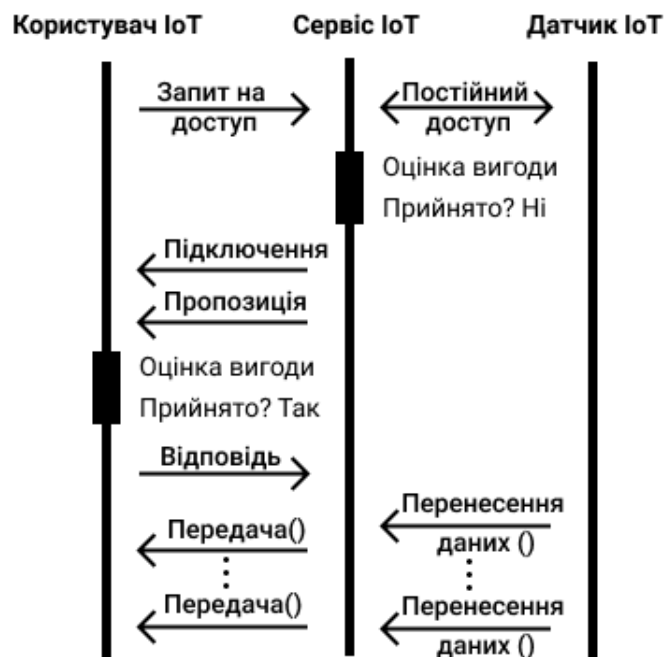 Користувач IoT Сервіс IoT Датчик IoT
Запит на
доступ
Постійний
доступ
Оцінка вигоди
Прийнято? Ні
Підключення
Пропозиція
Оцінка вигоди
Прийнято? Так
Відповідь
Передача()
Перенесення
даних ()
Передача()
Перенесення
даних ()